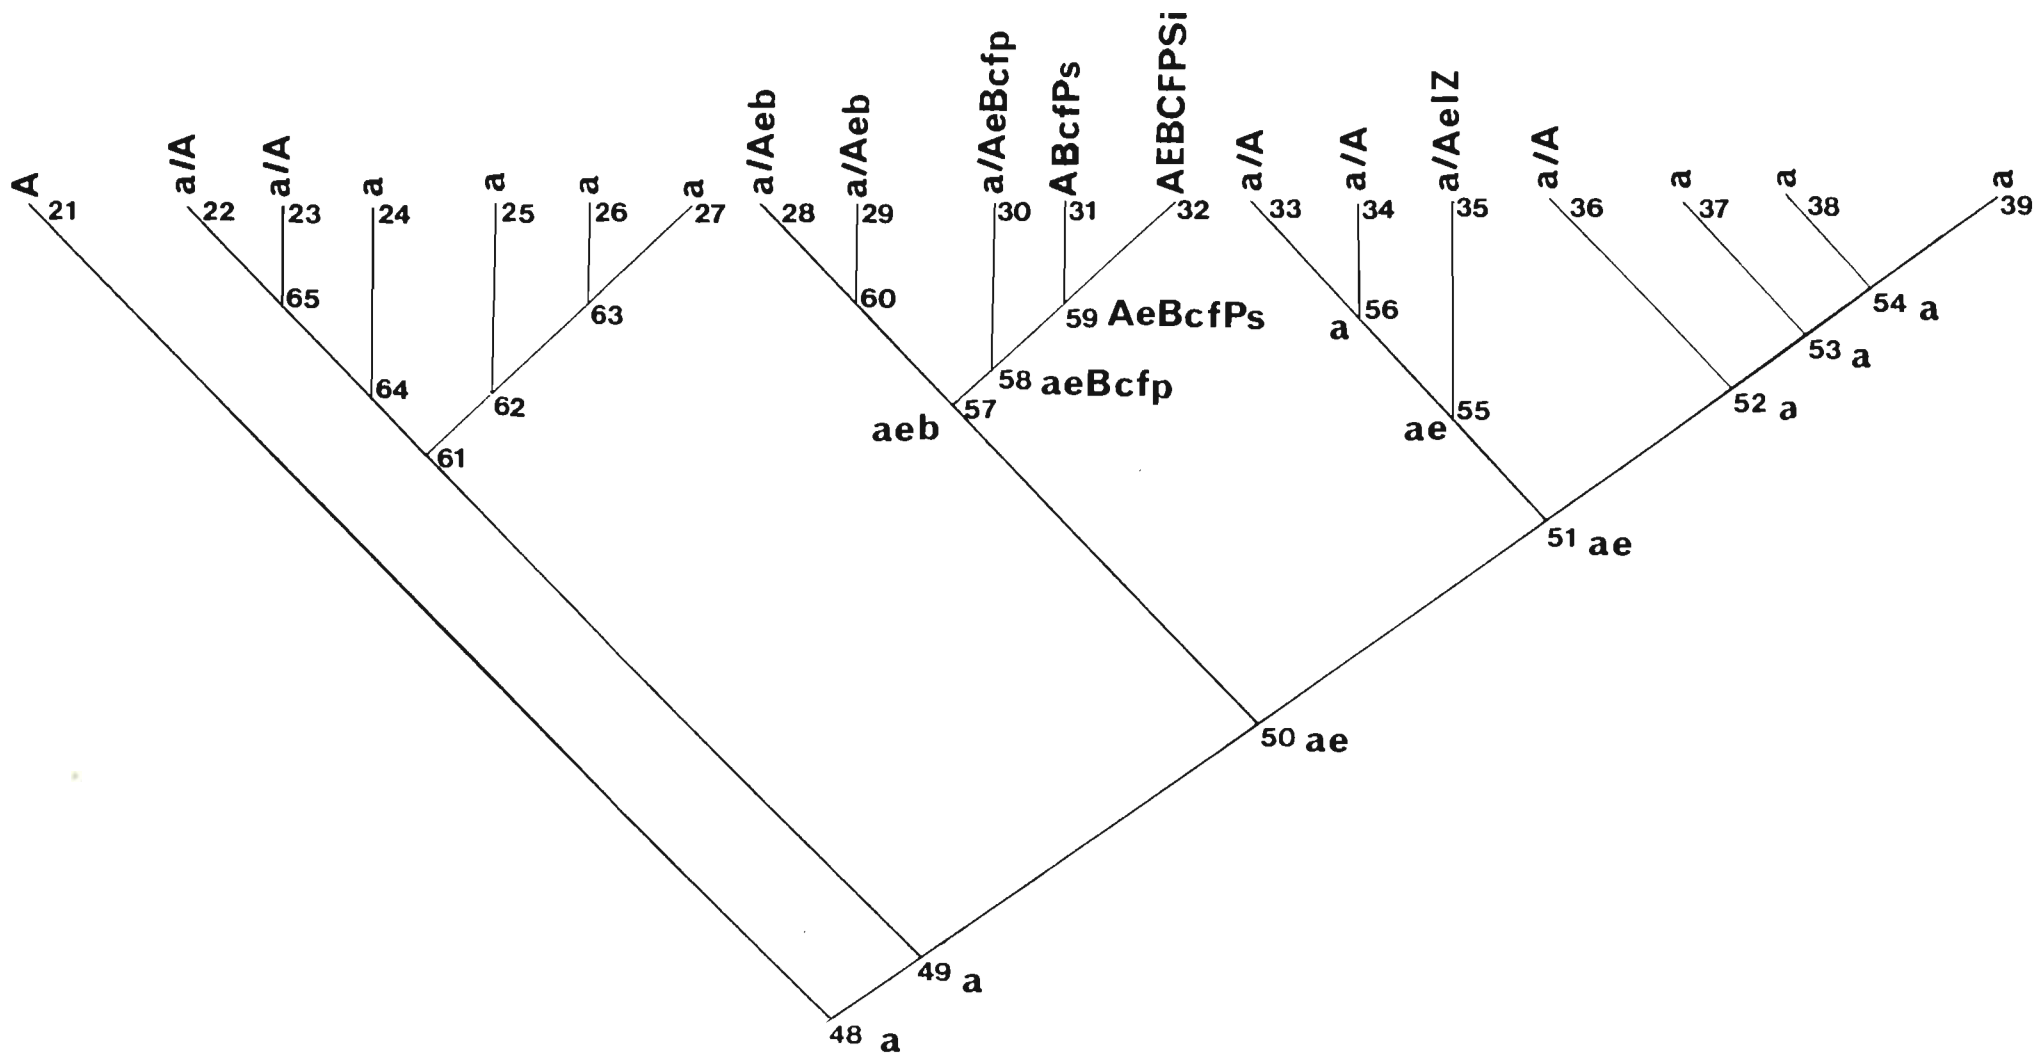 A
a/A
a/A
a
a
a
a
a/Aeb
a/Aeb
a/AeBcfp
ABcfPs
AEBCFPSi
a/A
a/A
a/AeIZ
a/A
a
a
a
21
22
23
24
25
26
27
28
29
30
31
32
33
34
35
36
37
38
39
65
63
60
59 AeBcfPs
56
a
54 a
64
62
58 aeBcfp
57
aeb
55
ae
53 a
52 a
61
51 ae
50 ae
49 a
48 a